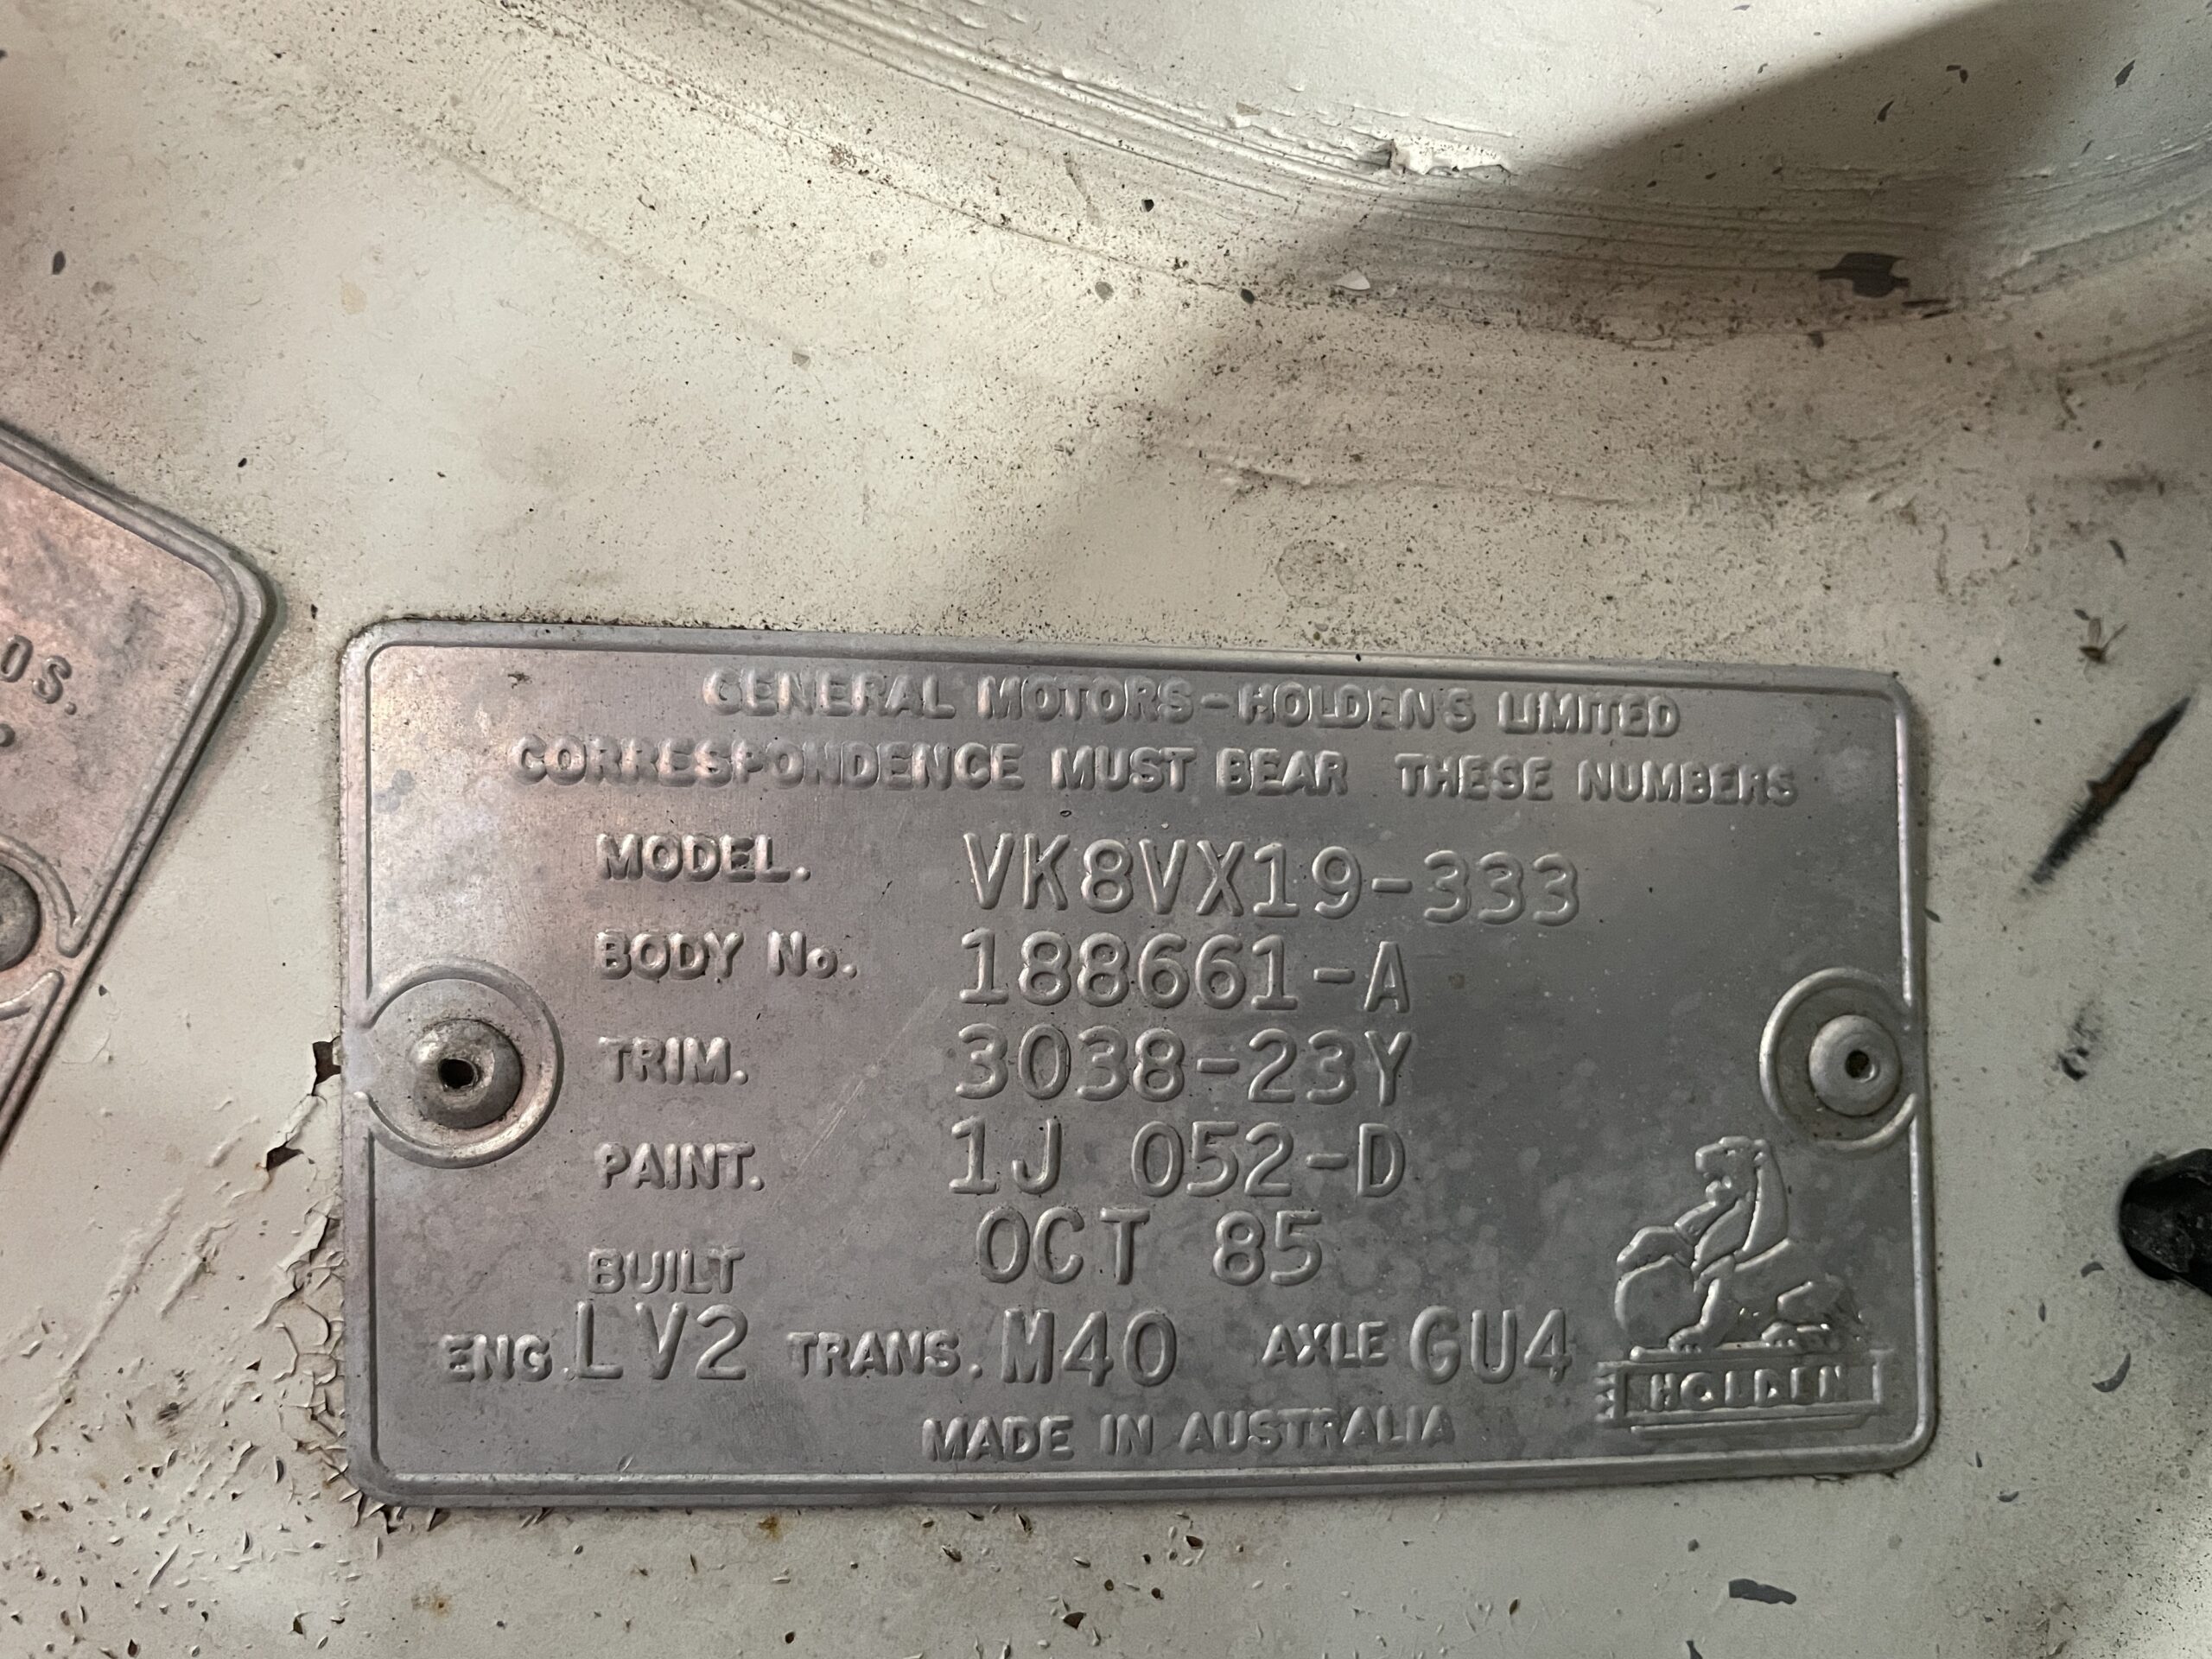 OS.
GENERAL MOTORS-HOLDEN'S LIMITED
CORRESPONDENCE MUST BEAR THESE NUMBERS
MODEL. VK8VX19-333
BODY No. 188661-A
TRIM. 3038-23Y
PAINT. 1J 052-D
BUILT OCT 85
ENG. LV2 TRANS. M40 AXLE GU4
HOLDEN
MADE IN AUSTRALIA